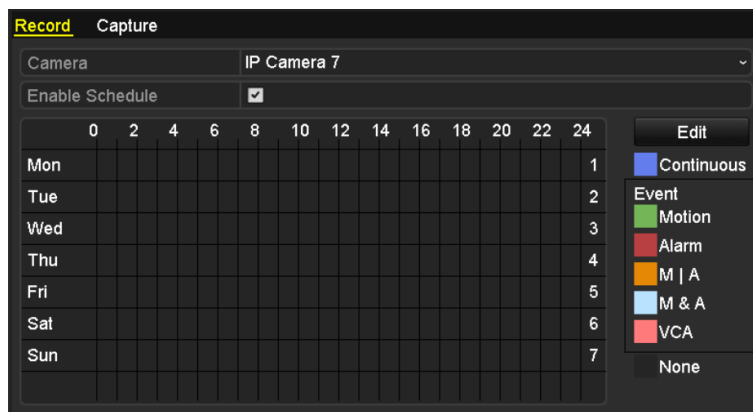 Record Capture
Camera IP Camera 7
Enable Schedule
0 2 4 6 8 10 12 14 16 18 20 22 24
Mon 1
Tue 2
Wed 3
Thu 4
Fri 5
Sat 6
Sun 7
Edit
Continuous
Event
Motion
Alarm
M | A
M & A
VCA
None